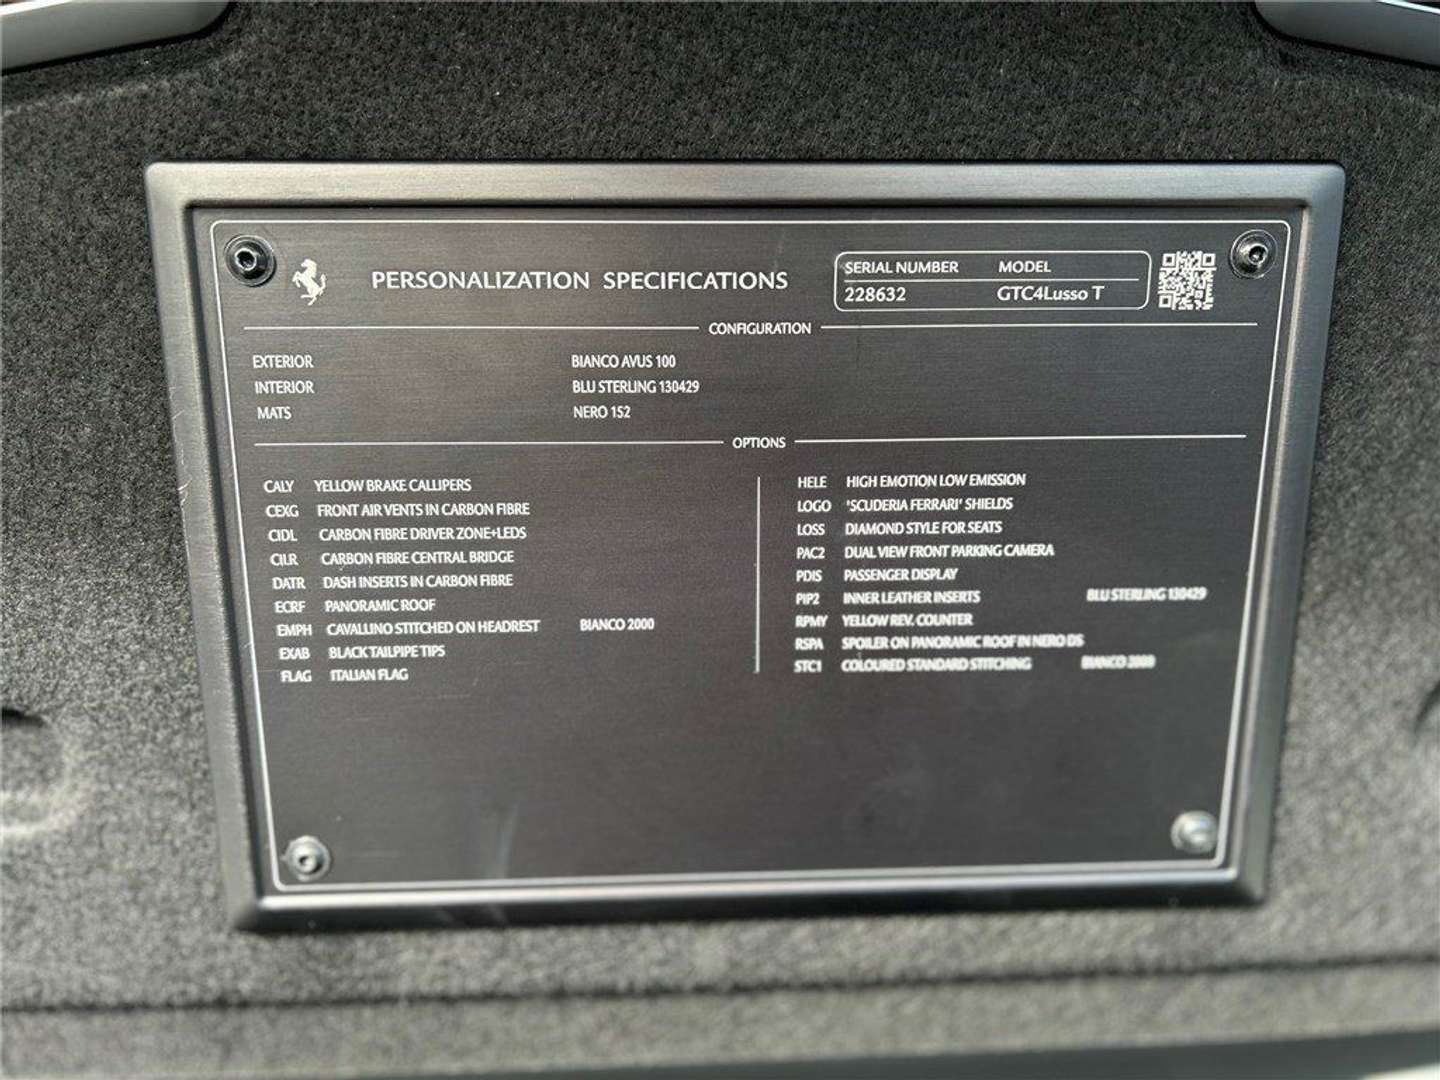 PERSONALIZATION SPECIFICATIONS
SERIAL NUMBER MODEL
228632 GTC4Lusso T
CONFIGURATION
EXTERIOR BIANCO AVUS 100
INTERIOR BLU STERLING 130429
MATS NERO 152
OPTIONS
CALY YELLOW BRAKE CALLIPERS
CEXG FRONT AIR VENTS IN CARBON FIBRE
CIDL CARBON FIBRE DRIVER ZONE+LEDS
CILR CARBON FIBRE CENTRAL BRIDGE
DATR DASH INSERTS IN CARBON FIBRE
ECRF PANORAMIC ROOF
EMPH CAVALLINO STITCHED ON HEADREST BIANCO 2000
EXAB BLACK TAILPIPE TIPS
FLAG ITALIAN FLAG
HELE HIGH EMOTION LOW EMISSION
LOGO 'SCUDERIA FERRARI' SHIELDS
LOSS DIAMOND STYLE FOR SEATS
PAC2 DUAL VIEW FRONT PARKING CAMERA
PDIS PASSENGER DISPLAY
PIP2 INNER LEATHER INSERTS BLU STERLING 130429
RPMY YELLOW REV. COUNTER
RSPA SPOILER ON PANORAMIC ROOF IN NERO DS
STC1 COLOURED STANDARD STITCHING BIANCO 2000